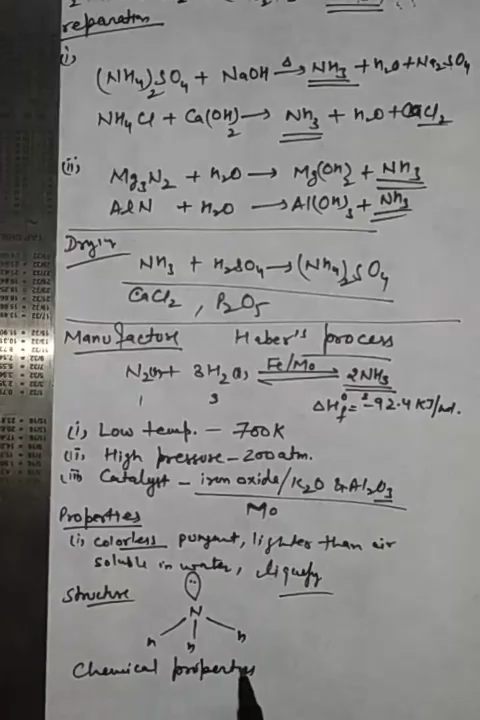 reparation
(i)
(NH4)2SO4 + NaOH —Δ→ NH3 + H2O + Na2SO4
NH4Cl + Ca(OH)2 → NH3 + H2O + CaCl2
(ii) Mg3N2 + H2O → Mg(OH)2 + NH3
AlN + H2O → Al(OH)3 + NH3
Drying
NH3 + H2SO4 → (NH4)2SO4
CaCl2, P2O5
Manufacture Haber's process
N2(g) + 3H2(g) ⇌ Fe/Mo 2NH3
1 3 2
ΔH°f = -92.4 KJ/mol.
(i) Low temp. – 700K
(ii) High pressure – 200 atm.
(iii) Catalyst – iron oxide/K2O & Al2O3
Mo
Properties
(i) colorless pungent, lighter than air
soluble in water, liquefy
Structure
N
H H H
Chemical properties